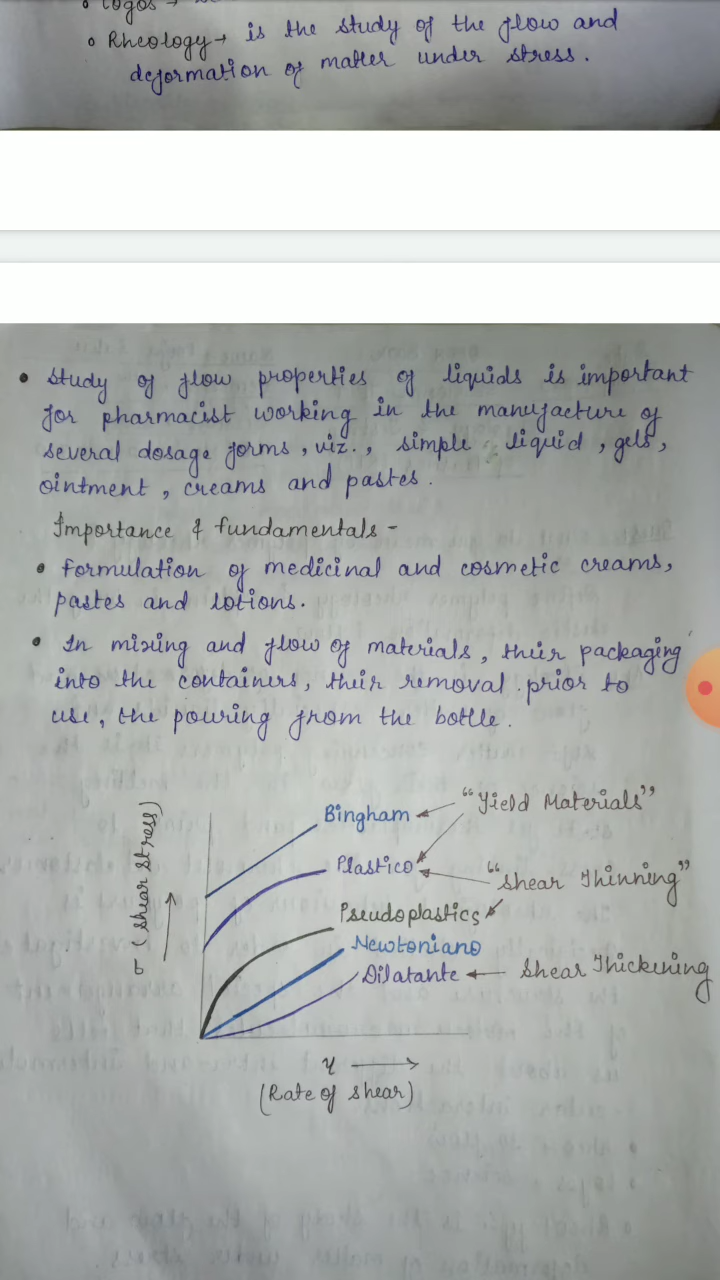 • Logos →
• Rheology → is the study of the flow and
deformation of matter under stress.
• Study of flow properties of liquids is important
for pharmacist working in the manufacture of
several dosage forms, viz., simple liquid, gels,
ointment, creams and pastes.
Importance & fundamentals -
• Formulation of medicinal and cosmetic creams,
pastes and lotions.
• In mixing and flow of materials, their packaging
into the containers, their removal prior to
use, the pouring from the bottle.
σ (Shear Stress)
Bingham
"Yield Materials"
Plastico
"Shear Thinning"
Pseudoplastics
Newtoniano
Dilatante
Shear Thickening
γ
(Rate of shear)